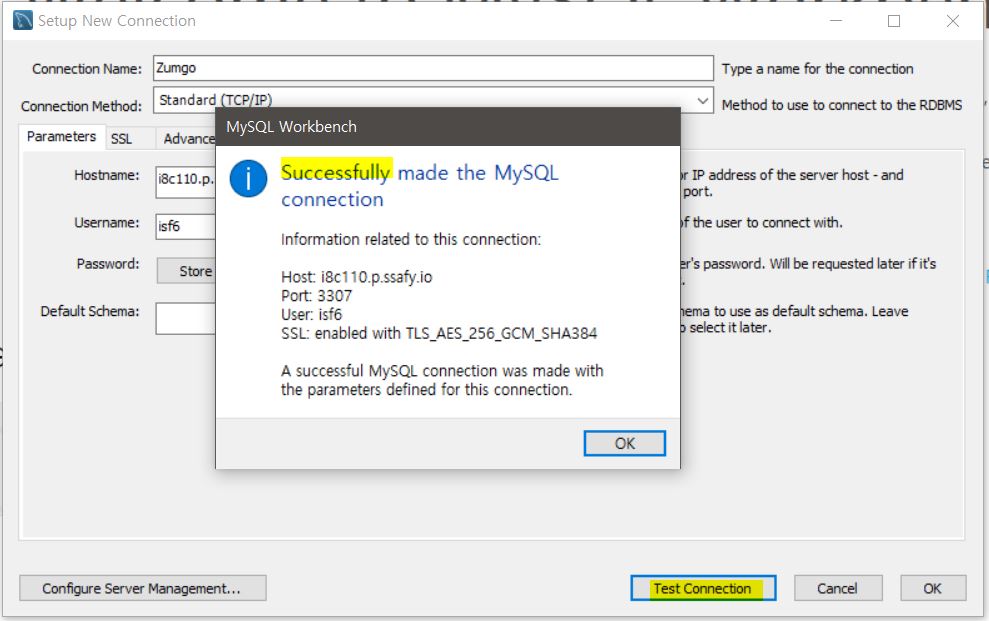 Setup New Connection
Connection Name: Zumgo Type a name for the connection
Connection Method: Standard (TCP/IP) Method to use to connect to the RDBMS
Parameters SSL Advance
MySQL Workbench
Hostname: i8c110.p. or IP address of the server host - and
port.
Username: isf6 of the user to connect with.
Password: Store er's password. Will be requested later if it's
Default Schema: hema to use as default schema. Leave
o select it later.
Successfully made the MySQL
connection
Information related to this connection:
Host: i8c110.p.ssafy.io
Port: 3307
User: isf6
SSL: enabled with TLS_AES_256_GCM_SHA384
A successful MySQL connection was made with
the parameters defined for this connection.
OK
Configure Server Management... Test Connection Cancel OK